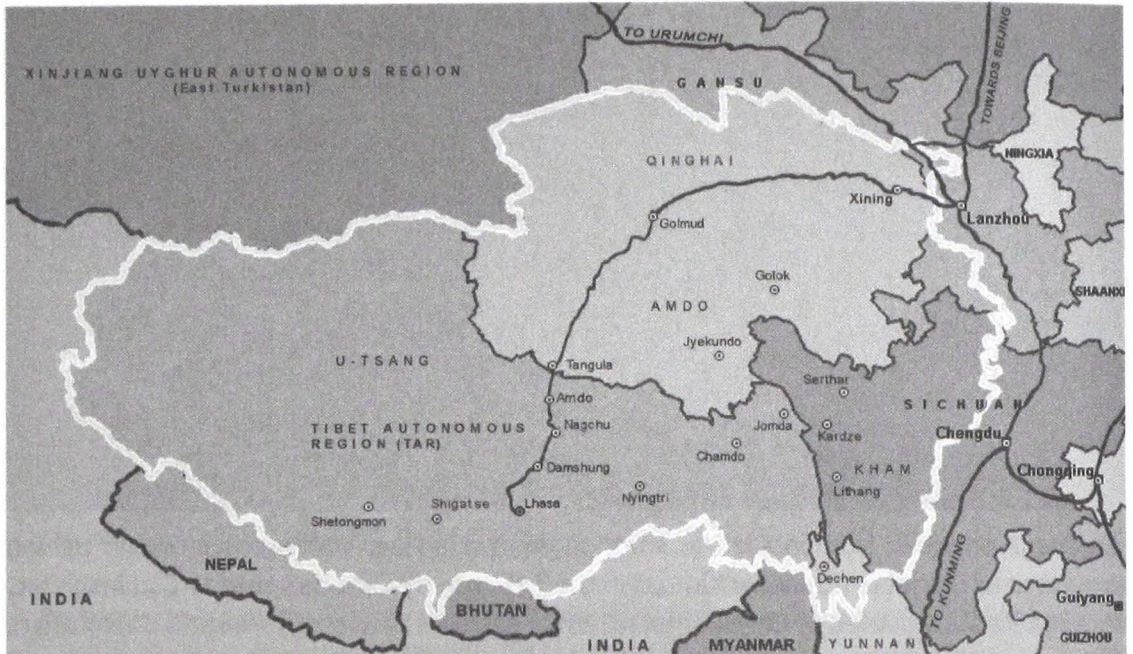 TO URUMCHI
TOWARDS BEIJING
XINJIANG UYGHUR AUTONOMOUS REGION
(East Turkistan)
GANSU
NINGXIA
QINGHAI
Xining
Lanzhou
Golmud
Golok
SHAANXI
AMDO
Jyekundo
U-TSANG
Tangula
Serthar
Amdo
SICHUAN
TIBET AUTONOMOUS
REGION (TAR)
Nagchu
Jomda
Kardze
Chengdu
Chamdo
Damshung
KHAM
Chongqing
Lithang
Nyingtri
Shetongmon
Shigatse
Lhasa
NEPAL
Dechen
TO KUNMING
INDIA
BHUTAN
Guiyang
INDIA
MYANMAR
YUNNAN
GUIZHOU